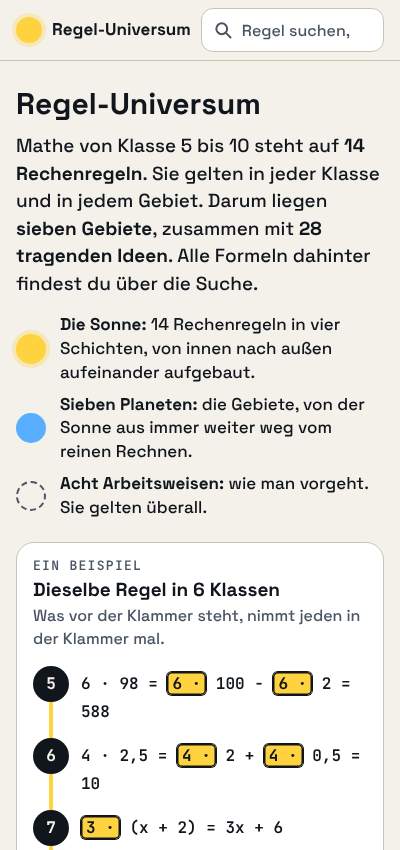 Regel-Universum
Regel suchen,
Regel-Universum
Mathe von Klasse 5 bis 10 steht auf 14
Rechenregeln. Sie gelten in jeder Klasse
und in jedem Gebiet. Darum liegen
sieben Gebiete, zusammen mit 28
tragenden Ideen. Alle Formeln dahinter
findest du über die Suche.
Die Sonne: 14 Rechenregeln in vier
Schichten, von innen nach außen
aufeinander aufgebaut.
Sieben Planeten: die Gebiete, von der
Sonne aus immer weiter weg vom
reinen Rechnen.
Acht Arbeitsweisen: wie man vorgeht.
Sie gelten überall.
EIN BEISPIEL
Dieselbe Regel in 6 Klassen
Was vor der Klammer steht, nimmt jeden in
der Klammer mal.
5 6 · 98 = 6 · 100 - 6 · 2 =
588
6 4 · 2,5 = 4 · 2 + 4 · 0,5 =
10
7 3 · (x + 2) = 3x + 6